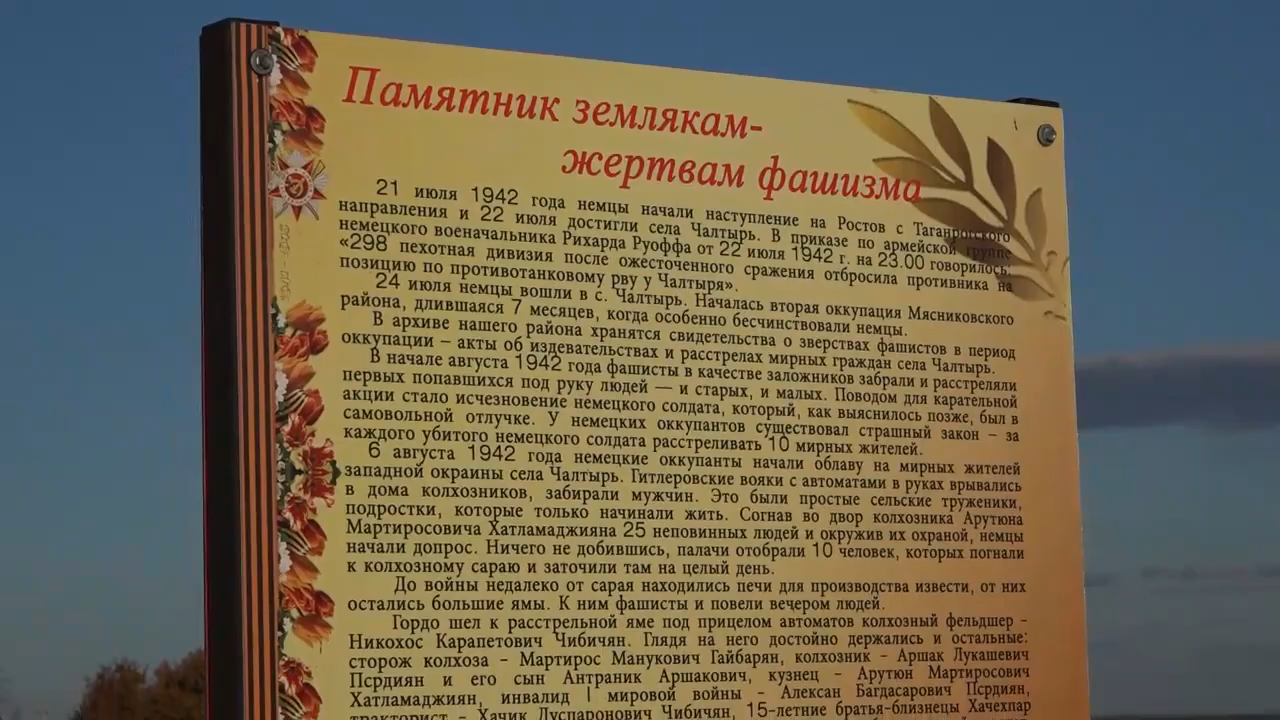 Памятник землякам-
жертвам фашизма
21 июля 1942 года немцы начали наступление на Ростов с Таганрогского
направления и 22 июля достигли села Чалтырь. В приказе по армейской группе
немецкого военачальника Рихарда Руоффа от 22 июля 1942 г. на 23.00 говорилось:
«298 пехотная дивизия после ожесточенного сражения отбросила противника на
позицию по противотанковому рву у Чалтыря».
24 июля немцы вошли в с. Чалтырь. Началась вторая оккупация Мясниковского
района, длившаяся 7 месяцев, когда особенно бесчинствовали немцы.
В архиве нашего района хранятся свидетельства о зверствах фашистов в период
оккупации – акты об издевательствах и расстрелах мирных граждан села Чалтырь.
В начале августа 1942 года фашисты в качестве заложников забрали и расстреляли
первых попавшихся под руку людей — и старых, и малых. Поводом для карательной
акции стало исчезновение немецкого солдата, который, как выяснилось позже, был в
самовольной отлучке. У немецких оккупантов существовал страшный закон – за
каждого убитого немецкого солдата расстреливать 10 мирных жителей.
6 августа 1942 года немецкие оккупанты начали облаву на мирных жителей
западной окраины села Чалтырь. Гитлеровские вояки с автоматами в руках врывались
в дома колхозников, забирали мужчин. Это были простые сельские труженики,
подростки, которые только начинали жить. Согнав во двор колхозника Арутюна
Мартиросовича Хатламаджияна 25 неповинных людей и окружив их охраной, немцы
начали допрос. Ничего не добившись, палачи отобрали 10 человек, которых погнали
к колхозному сараю и заточили там на целый день.
До войны недалеко от сарая находились печи для производства извести, от них
остались большие ямы. К ним фашисты и повели вечером людей.
Гордо шел к расстрельной яме под прицелом автоматов колхозный фельдшер -
Никохос Карапетович Чибичян. Глядя на него достойно держались и остальные:
сторож колхоза – Мартирос Манукович Гайбарян, колхозник – Аршак Лукашевич
Псрдиян и его сын Антраник Аршакович, кузнец – Арутюн Мартиросович
Хатламаджиян, инвалид I мировой войны – Алексан Багдасарович Псрдиян,
тракторист – Хачик Луспаронович Чибичян, 15-летние братья-близнецы Хачехпар